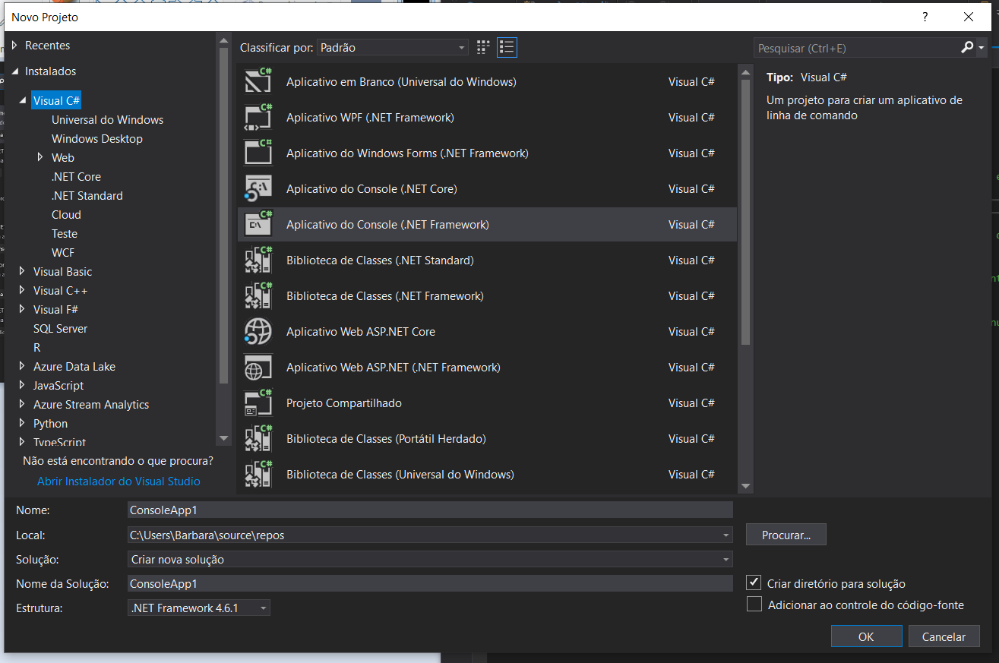 Novo Projeto
?
Recentes
Instalados
Visual C#
Universal do Windows
Windows Desktop
Web
.NET Core
.NET Standard
Cloud
Teste
WCF
Visual Basic
Visual C++
Visual F#
SQL Server
R
Azure Data Lake
JavaScript
Azure Stream Analytics
Python
TypeScript
Não está encontrando o que procura?
Abrir Instalador do Visual Studio
Classificar por: Padrão
Aplicativo em Branco (Universal do Windows) Visual C#
Aplicativo WPF (.NET Framework) Visual C#
Aplicativo do Windows Forms (.NET Framework) Visual C#
Aplicativo do Console (.NET Core) Visual C#
Aplicativo do Console (.NET Framework) Visual C#
Biblioteca de Classes (.NET Standard) Visual C#
Biblioteca de Classes (.NET Framework) Visual C#
Aplicativo Web ASP.NET Core Visual C#
Aplicativo Web ASP.NET (.NET Framework) Visual C#
Projeto Compartilhado Visual C#
Biblioteca de Classes (Portátil Herdado) Visual C#
Biblioteca de Classes (Universal do Windows) Visual C#
Pesquisar (Ctrl+E)
Tipo: Visual C#
Um projeto para criar um aplicativo de
linha de comando
Nome: ConsoleApp1
Local: C:\Users\Barbara\source\repos
Procurar...
Solução: Criar nova solução
Nome da Solução: ConsoleApp1
Criar diretório para solução
Estrutura: .NET Framework 4.6.1
Adicionar ao controle do código-fonte
OK
Cancelar